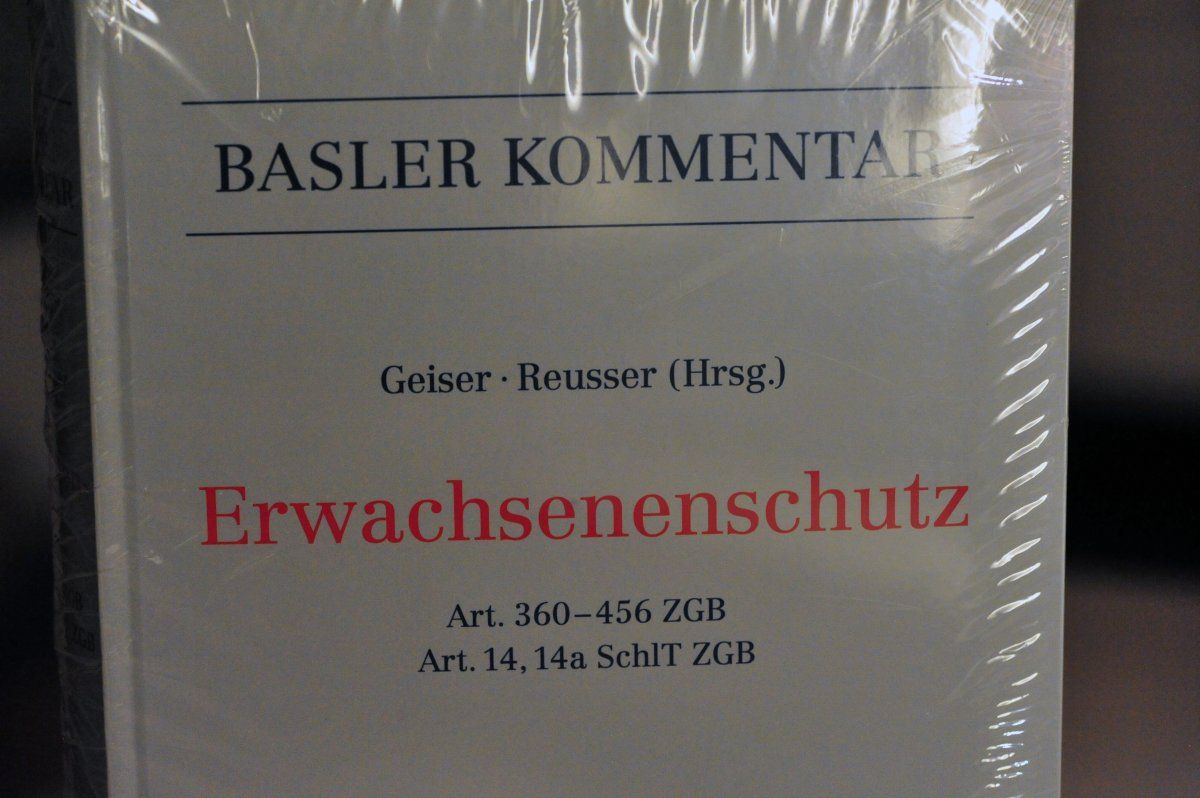 BASLER KOMMENTAR
Geiser · Reusser (Hrsg.)
Erwachsenenschutz
Art. 360–456 ZGB
Art. 14, 14a SchlT ZGB